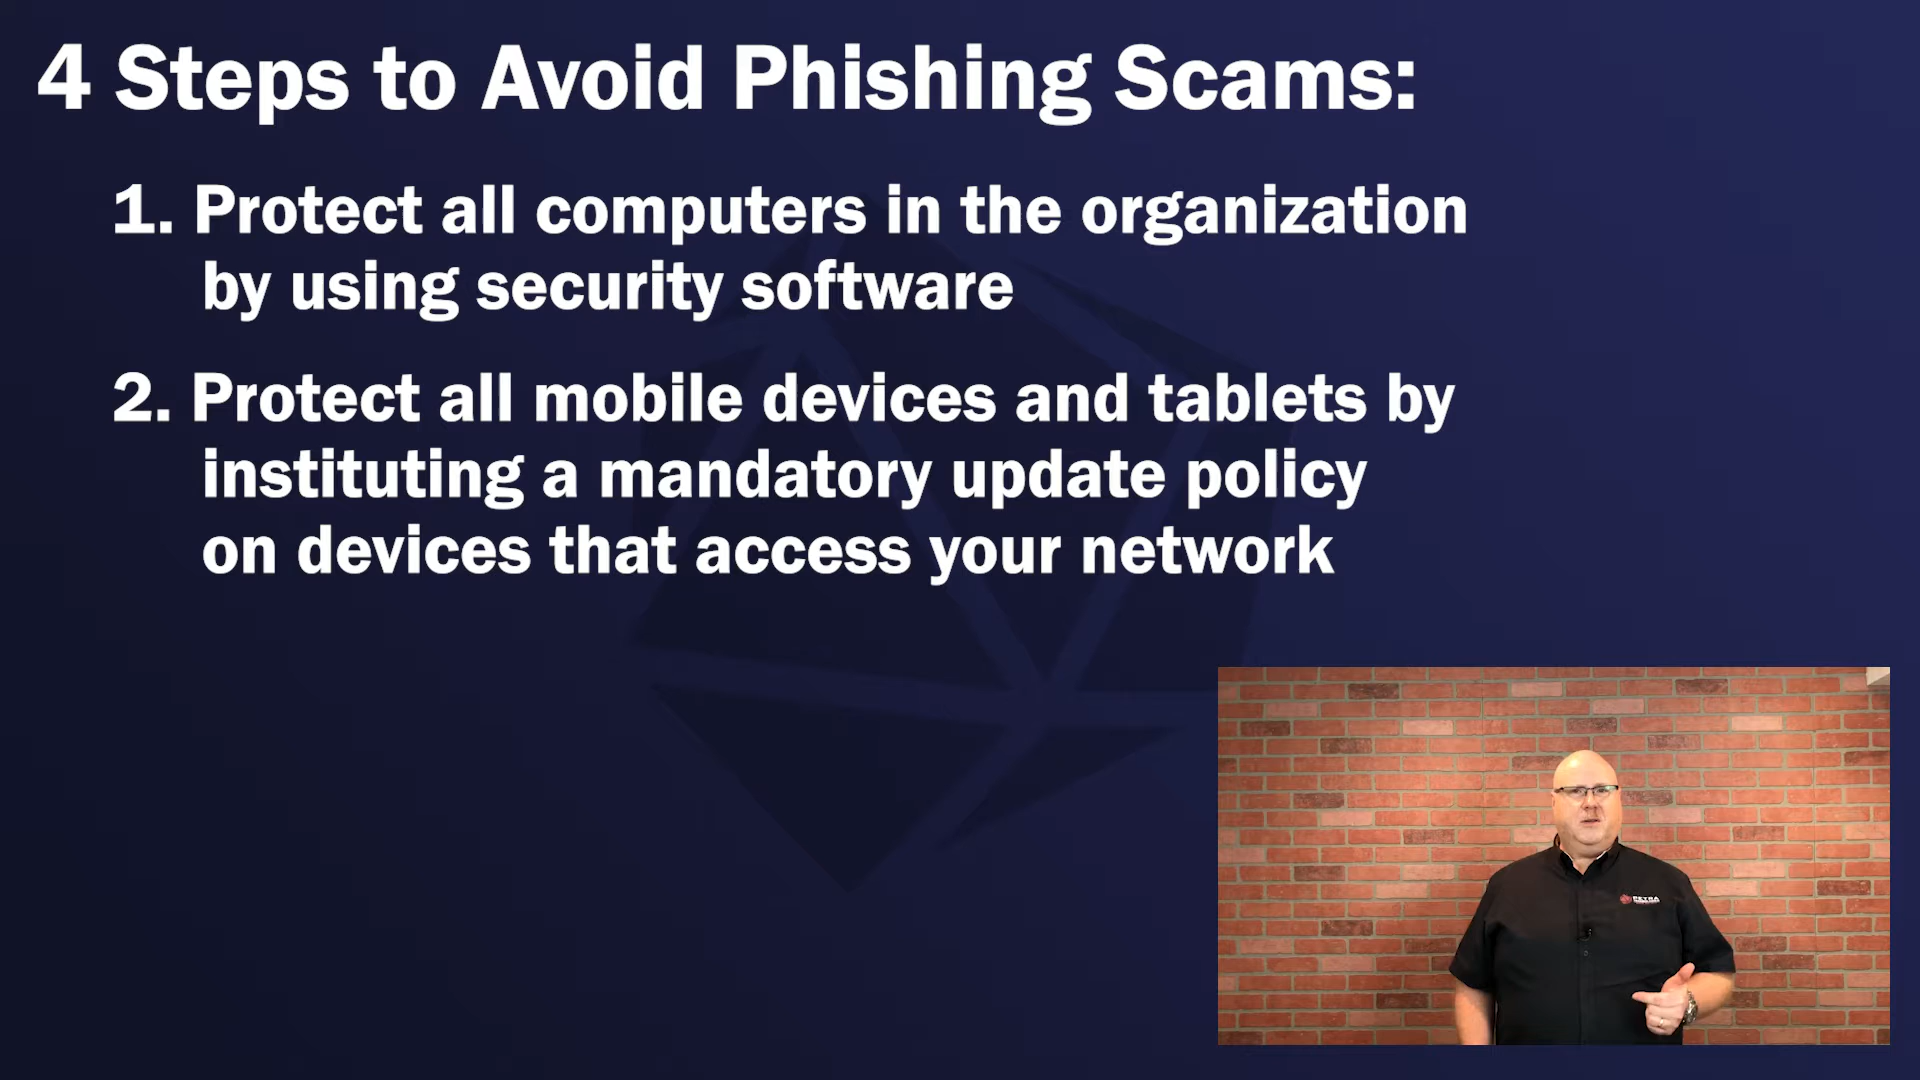 4 Steps to Avoid Phishing Scams:
1. Protect all computers in the organization
by using security software
2. Protect all mobile devices and tablets by
instituting a mandatory update policy
on devices that access your network
PETRA